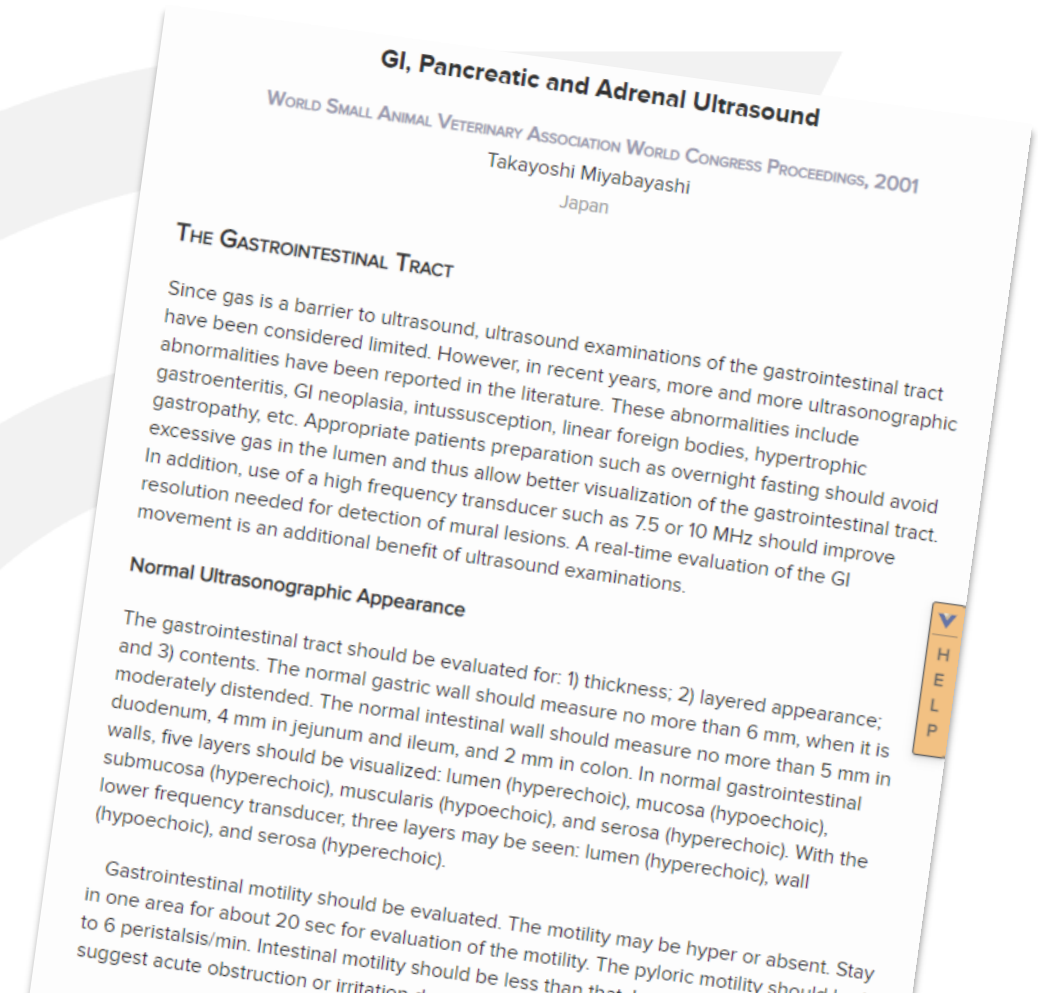 GI, Pancreatic and Adrenal Ultrasound
World Small Animal Veterinary Association World Congress Proceedings, 2001
Takayoshi Miyabayashi
Japan
The Gastrointestinal Tract
Since gas is a barrier to ultrasound, ultrasound examinations of the gastrointestinal tract
have been considered limited. However, in recent years, more and more ultrasonographic
abnormalities have been reported in the literature. These abnormalities include
gastroenteritis, GI neoplasia, intussusception, linear foreign bodies, hypertrophic
gastropathy, etc. Appropriate patients preparation such as overnight fasting should avoid
excessive gas in the lumen and thus allow better visualization of the gastrointestinal tract.
In addition, use of a high frequency transducer such as 7.5 or 10 MHz should improve
resolution needed for detection of mural lesions. A real-time evaluation of the GI
movement is an additional benefit of ultrasound examinations.
Normal Ultrasonographic Appearance
The gastrointestinal tract should be evaluated for: 1) thickness; 2) layered appearance;
and 3) contents. The normal gastric wall should measure no more than 6 mm, when it is
moderately distended. The normal intestinal wall should measure no more than 5 mm in
duodenum, 4 mm in jejunum and ileum, and 2 mm in colon. In normal gastrointestinal
walls, five layers should be visualized: lumen (hyperechoic), mucosa (hypoechoic),
submucosa (hyperechoic), muscularis (hypoechoic), and serosa (hyperechoic). With the
lower frequency transducer, three layers may be seen: lumen (hyperechoic), wall
(hypoechoic), and serosa (hyperechoic).
Gastrointestinal motility should be evaluated. The motility may be hyper or absent. Stay
in one area for about 20 sec for evaluation of the motility. The pyloric motility should
to 6 peristalsis/min. Intestinal motility should be less than
suggest acute obstruction or irritation
HELP